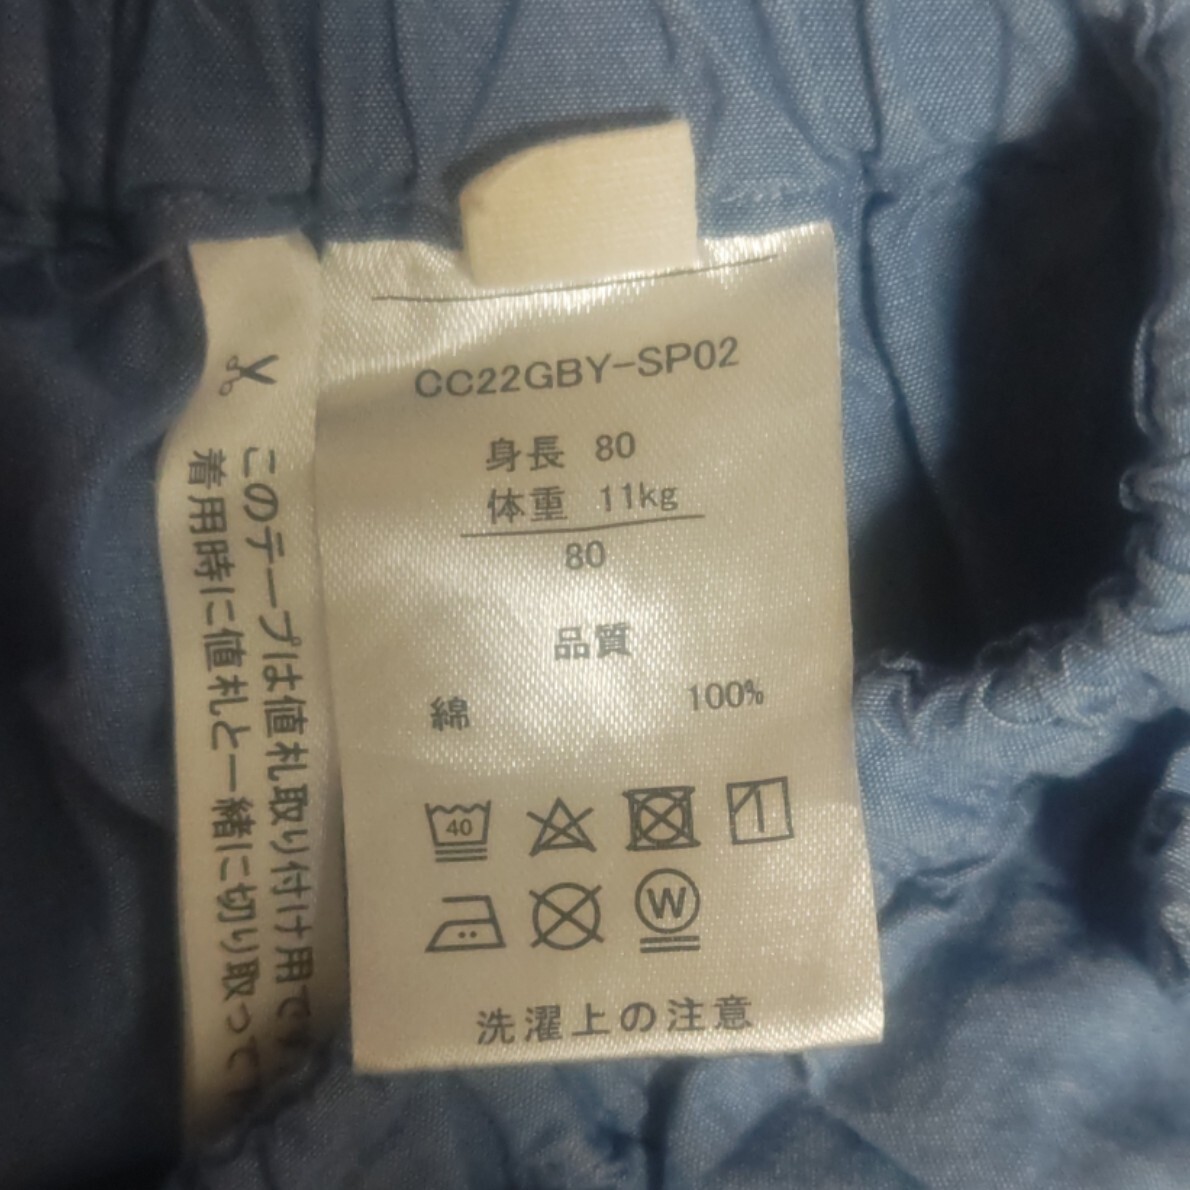 CC22GBY-SP02
身長 80
体重 11kg
80
品質
綿 100%
40
W
洗濯上の注意
このテープは値札取り付け用で
着用時に値札と一緒に切り取って